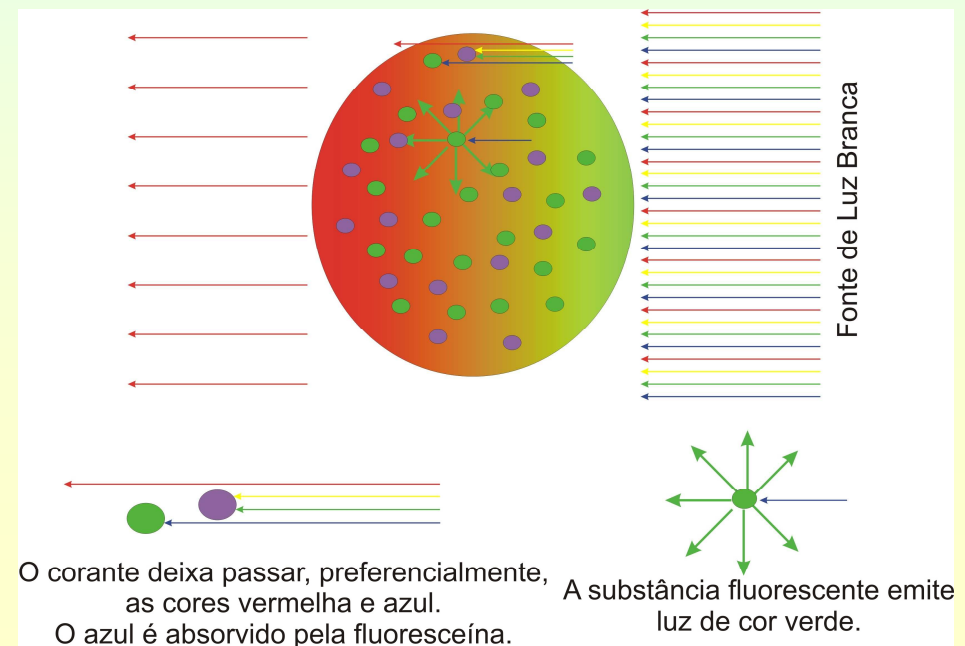 Fonte de Luz Branca
O corante deixa passar, preferencialmente,
as cores vermelha e azul.
O azul é absorvido pela fluoresceína.
A substância fluorescente emite
luz de cor verde.